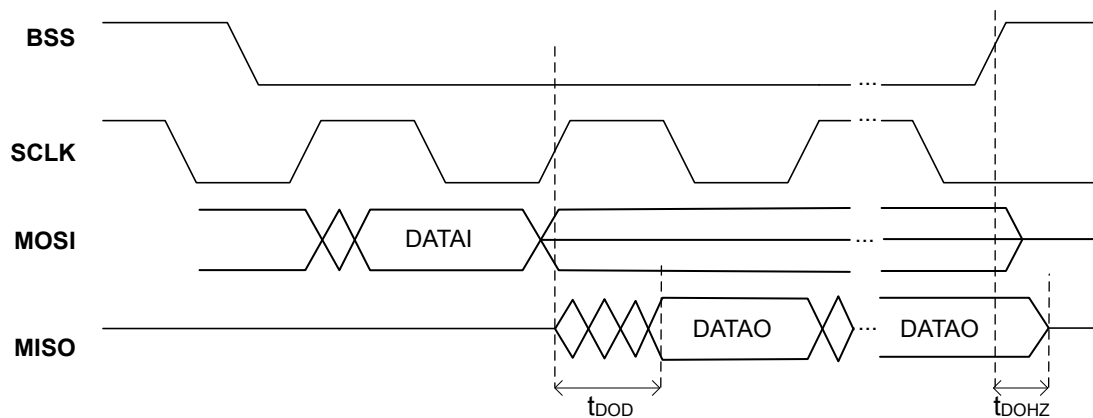 BSS
...
SCLK
...
MOSI
DATAI
...
MISO
DATAO
...
DATAO
tDOD
tDOHZ